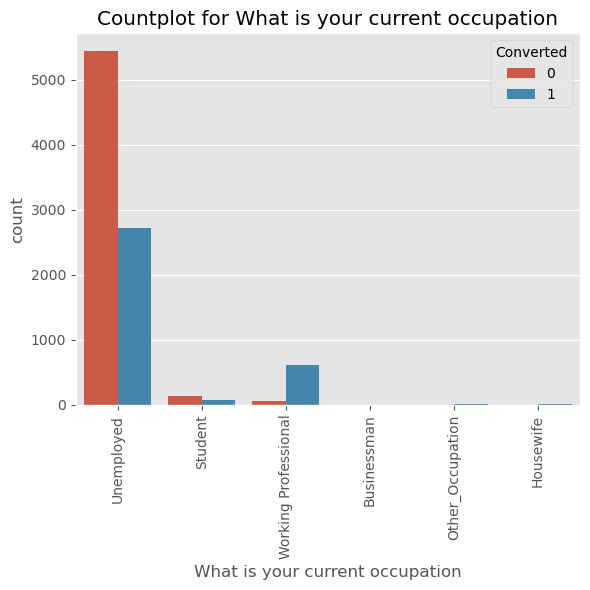 Countplot for What is your current occupation
Converted
0
1
5000
4000
3000
2000
1000
0
count
Unemployed
Student
Working Professional
Businessman
Other_Occupation
Housewife
What is your current occupation